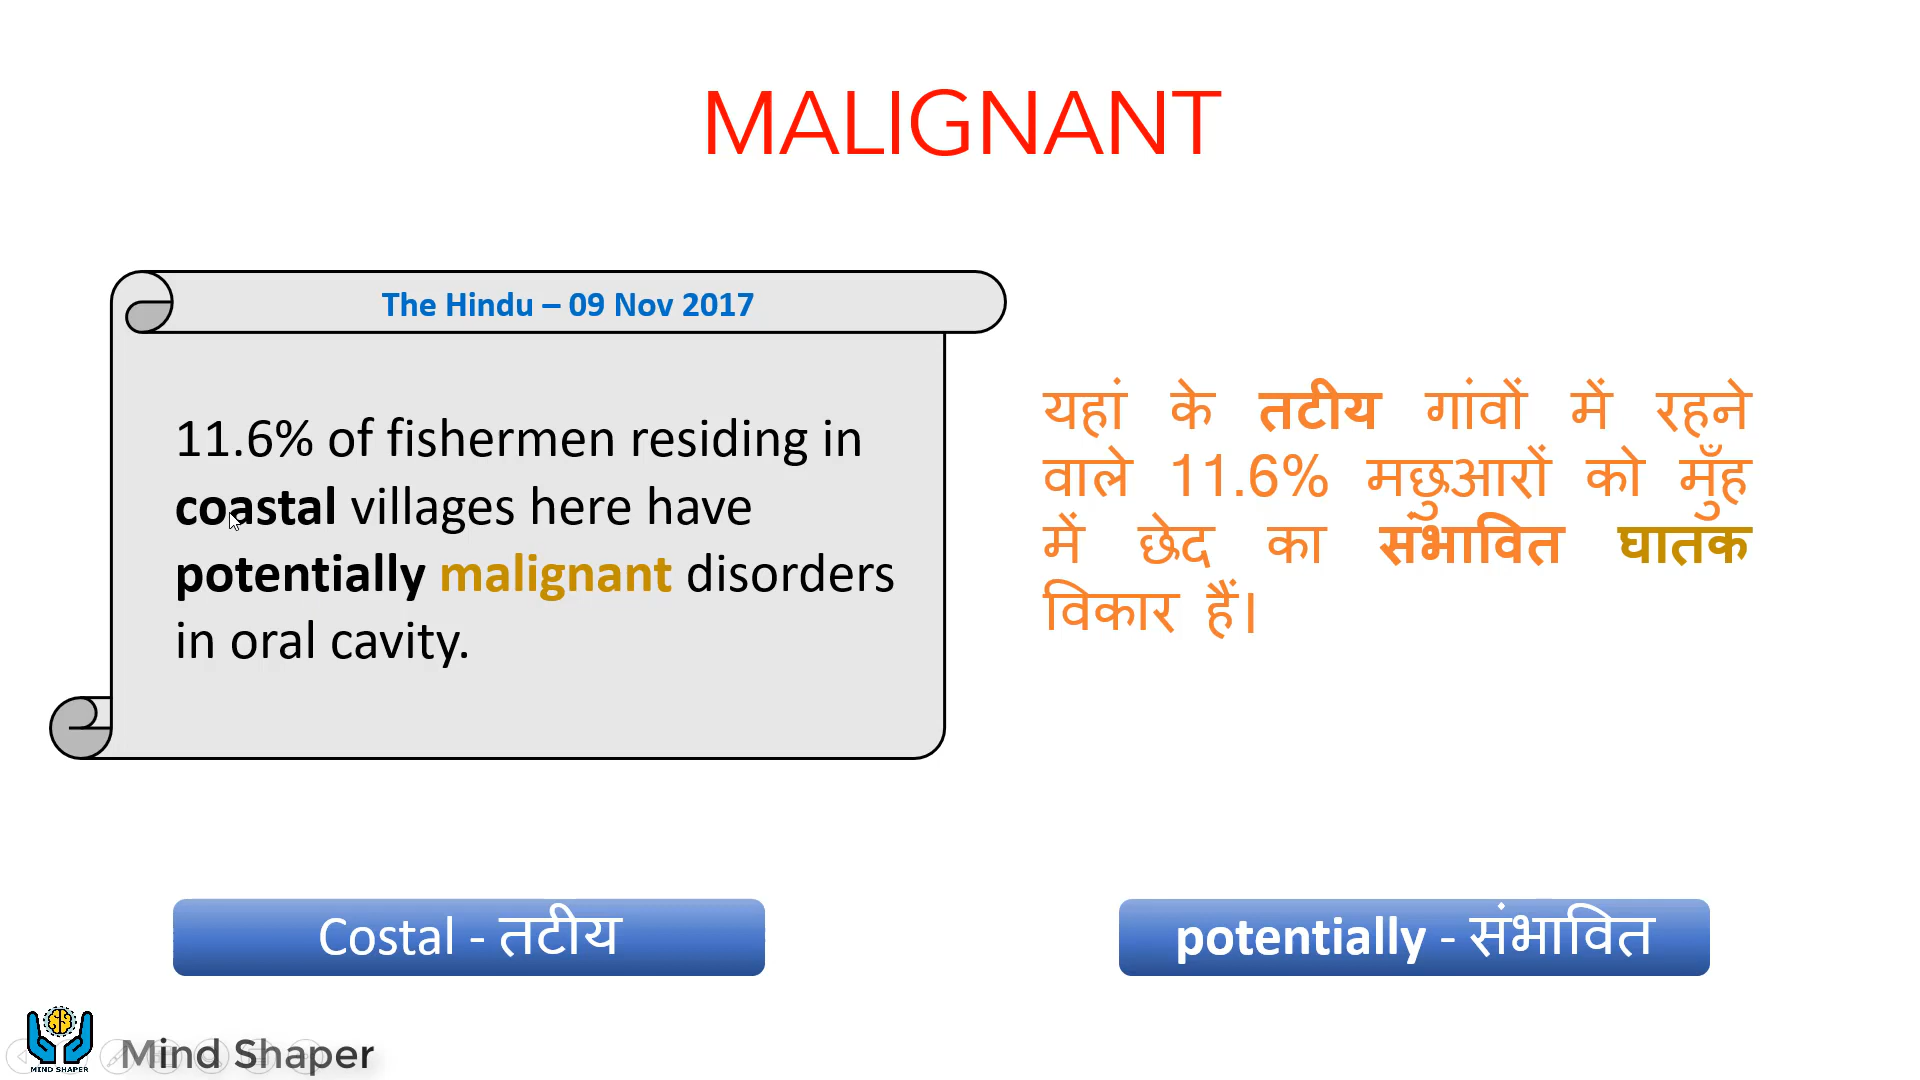 MALIGNANT
The Hindu – 09 Nov 2017
11.6% of fishermen residing in
coastal villages here have
potentially malignant disorders
in oral cavity.
यहां के तटीय गांवों में रहने
वाले 11.6% मछुआरों को मुँह
में छेद का संभावित घातक
विकार हैं।
Costal - तटीय
potentially - संभावित
MIND SHAPER
Mind Shaper